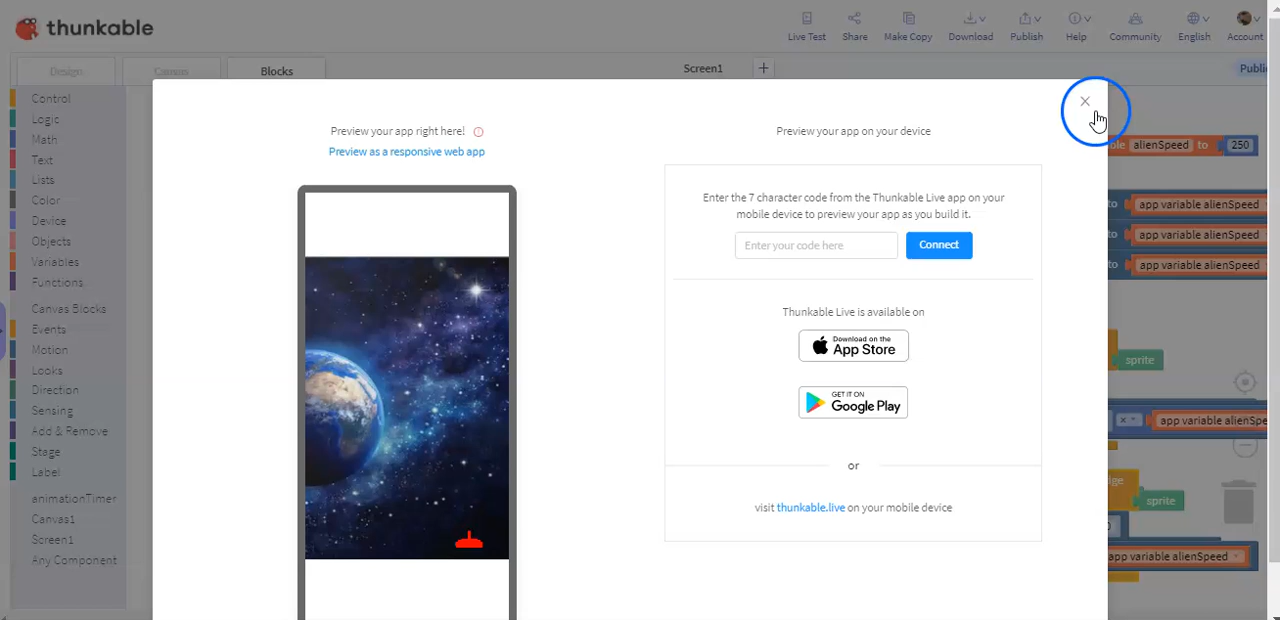 thunkable
Live Test
Share
Make Copy
Download
Publish
Help
Community
English
Account
Design
Canvas
Blocks
Screen1
Control
Logic
Math
Text
Lists
Color
Device
Objects
Variables
Functions
Canvas Blocks
Events
Motion
Looks
Direction
Sensing
Add & Remove
Stage
Label
animationTimer
Canvas1
Screen1
Any Component
Preview your app right here!
Preview as a responsive web app
Preview your app on your device
Enter the 7 character code from the Thunkable Live app on your
mobile device to preview your app as you build it.
Enter your code here
Connect
Thunkable Live is available on
Download on the
App Store
GET IT ON
Google Play
or
visit thunkable.live on your mobile device
alienSpeed to 250
to app variable alienSpeed
to app variable alienSpeed
to app variable alienSpeed
sprite
× app variable alienSpee
sprite
app variable alienSpeed